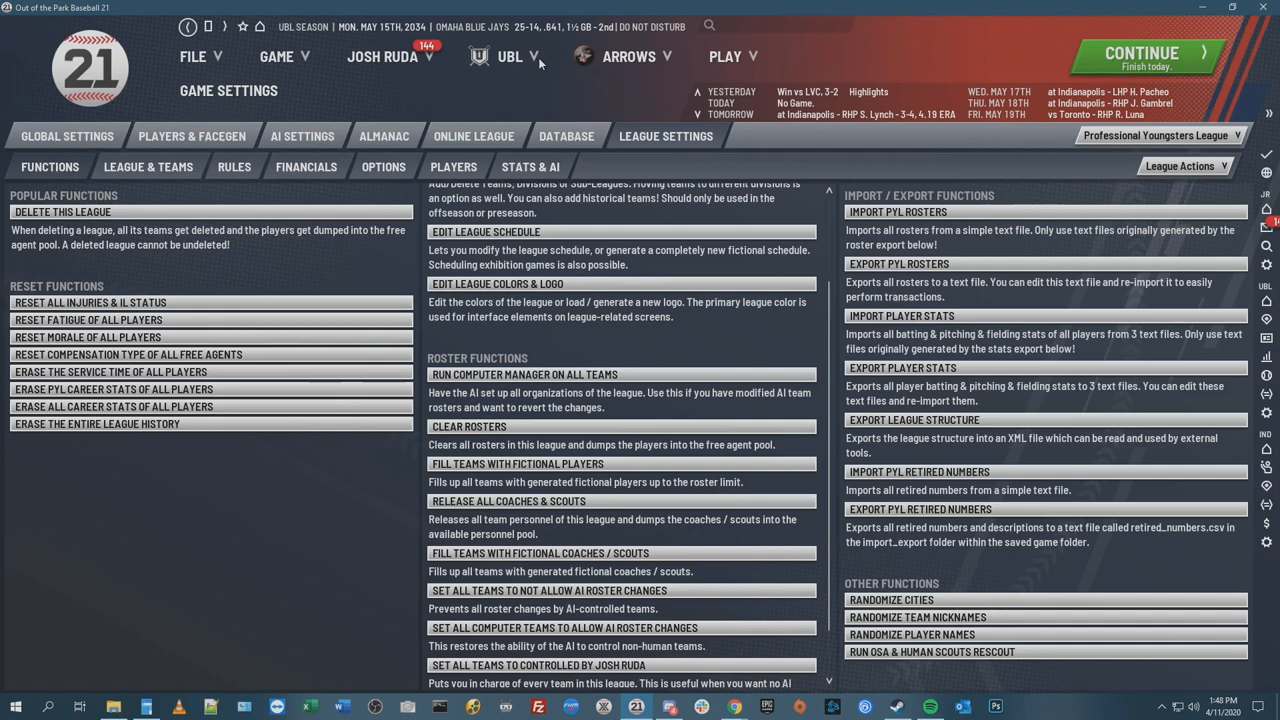 21 Out of the Park Baseball 21
UBL SEASON | MON. MAY 15TH, 2034 | OMAHA BLUE JAYS 25-14, .641, 1½ GB - 2nd | DO NOT DISTURB
21
FILE GAME JOSH RUDA 144 UBL ARROWS PLAY
CONTINUE
Finish today.
GAME SETTINGS
YESTERDAY Win vs LVC, 3-2 Highlights WED. MAY 17TH at Indianapolis - LHP H. Pacheo
TODAY No Game. THU. MAY 18TH at Indianapolis - RHP J. Gambrel
TOMORROW at Indianapolis - RHP S. Lynch - 3-4, 4.19 ERA FRI. MAY 19TH vs Toronto - RHP R. Luna
GLOBAL SETTINGS PLAYERS & FACEGEN AI SETTINGS ALMANAC ONLINE LEAGUE DATABASE LEAGUE SETTINGS Professional Youngsters League
FUNCTIONS LEAGUE & TEAMS RULES FINANCIALS OPTIONS PLAYERS STATS & AI League Actions
POPULAR FUNCTIONS
DELETE THIS LEAGUE
When deleting a league, all its teams get deleted and the players get dumped into the free
agent pool. A deleted league cannot be undeleted!
RESET FUNCTIONS
RESET ALL INJURIES & IL STATUS
RESET FATIGUE OF ALL PLAYERS
RESET MORALE OF ALL PLAYERS
RESET COMPENSATION TYPE OF ALL FREE AGENTS
ERASE THE SERVICE TIME OF ALL PLAYERS
ERASE PYL CAREER STATS OF ALL PLAYERS
ERASE ALL CAREER STATS OF ALL PLAYERS
ERASE THE ENTIRE LEAGUE HISTORY
Add/Delete Teams, Divisions or Sub-Leagues. Moving teams to different divisions is
an option as well. You can also add historical teams! Should only be used in the
offseason or preseason.
EDIT LEAGUE SCHEDULE
Lets you modify the league schedule, or generate a completely new fictional schedule.
Scheduling exhibition games is also possible.
EDIT LEAGUE COLORS & LOGO
Edit the colors of the league or load / generate a new logo. The primary league color is
used for interface elements on league-related screens.
ROSTER FUNCTIONS
RUN COMPUTER MANAGER ON ALL TEAMS
Have the AI set up all organizations of the league. Use this if you have modified AI team
rosters and want to revert the changes.
CLEAR ROSTERS
Clears all rosters in this league and dumps the players into the free agent pool.
FILL TEAMS WITH FICTIONAL PLAYERS
Fills up all teams with generated fictional players up to the roster limit.
RELEASE ALL COACHES & SCOUTS
Releases all team personnel of this league and dumps the coaches / scouts into the
available personnel pool.
FILL TEAMS WITH FICTIONAL COACHES / SCOUTS
Fills up all teams with generated fictional coaches / scouts.
SET ALL TEAMS TO NOT ALLOW AI ROSTER CHANGES
Prevents all roster changes by AI-controlled teams.
SET ALL COMPUTER TEAMS TO ALLOW AI ROSTER CHANGES
This restores the ability of the AI to control non-human teams.
SET ALL TEAMS TO CONTROLLED BY JOSH RUDA
Puts you in charge of every team in this league. This is useful when you want no AI
IMPORT / EXPORT FUNCTIONS
IMPORT PYL ROSTERS
Imports all rosters from a simple text file. Only use text files originally generated by the
roster export below!
EXPORT PYL ROSTERS
Exports all rosters to a text file. You can edit this text file and re-import it to easily
perform transactions.
IMPORT PLAYER STATS
Imports all batting & pitching & fielding stats of all players from 3 text files. Only use text
files originally generated by the stats export below!
EXPORT PLAYER STATS
Exports all player batting & pitching & fielding stats to 3 text files. You can edit these
text files and re-import them.
EXPORT LEAGUE STRUCTURE
Exports the league structure into an XML file which can be read and used by external
tools.
IMPORT PYL RETIRED NUMBERS
Imports all retired numbers from a simple text file.
EXPORT PYL RETIRED NUMBERS
Exports all retired numbers and descriptions to a text file called retired_numbers.csv in
the import_export folder within the saved game folder.
OTHER FUNCTIONS
RANDOMIZE CITIES
RANDOMIZE TEAM NICKNAMES
RANDOMIZE PLAYER NAMES
RUN OSA & HUMAN SCOUTS RESCOUT
JR
UBL
IND
1:48 PM
4/11/2020